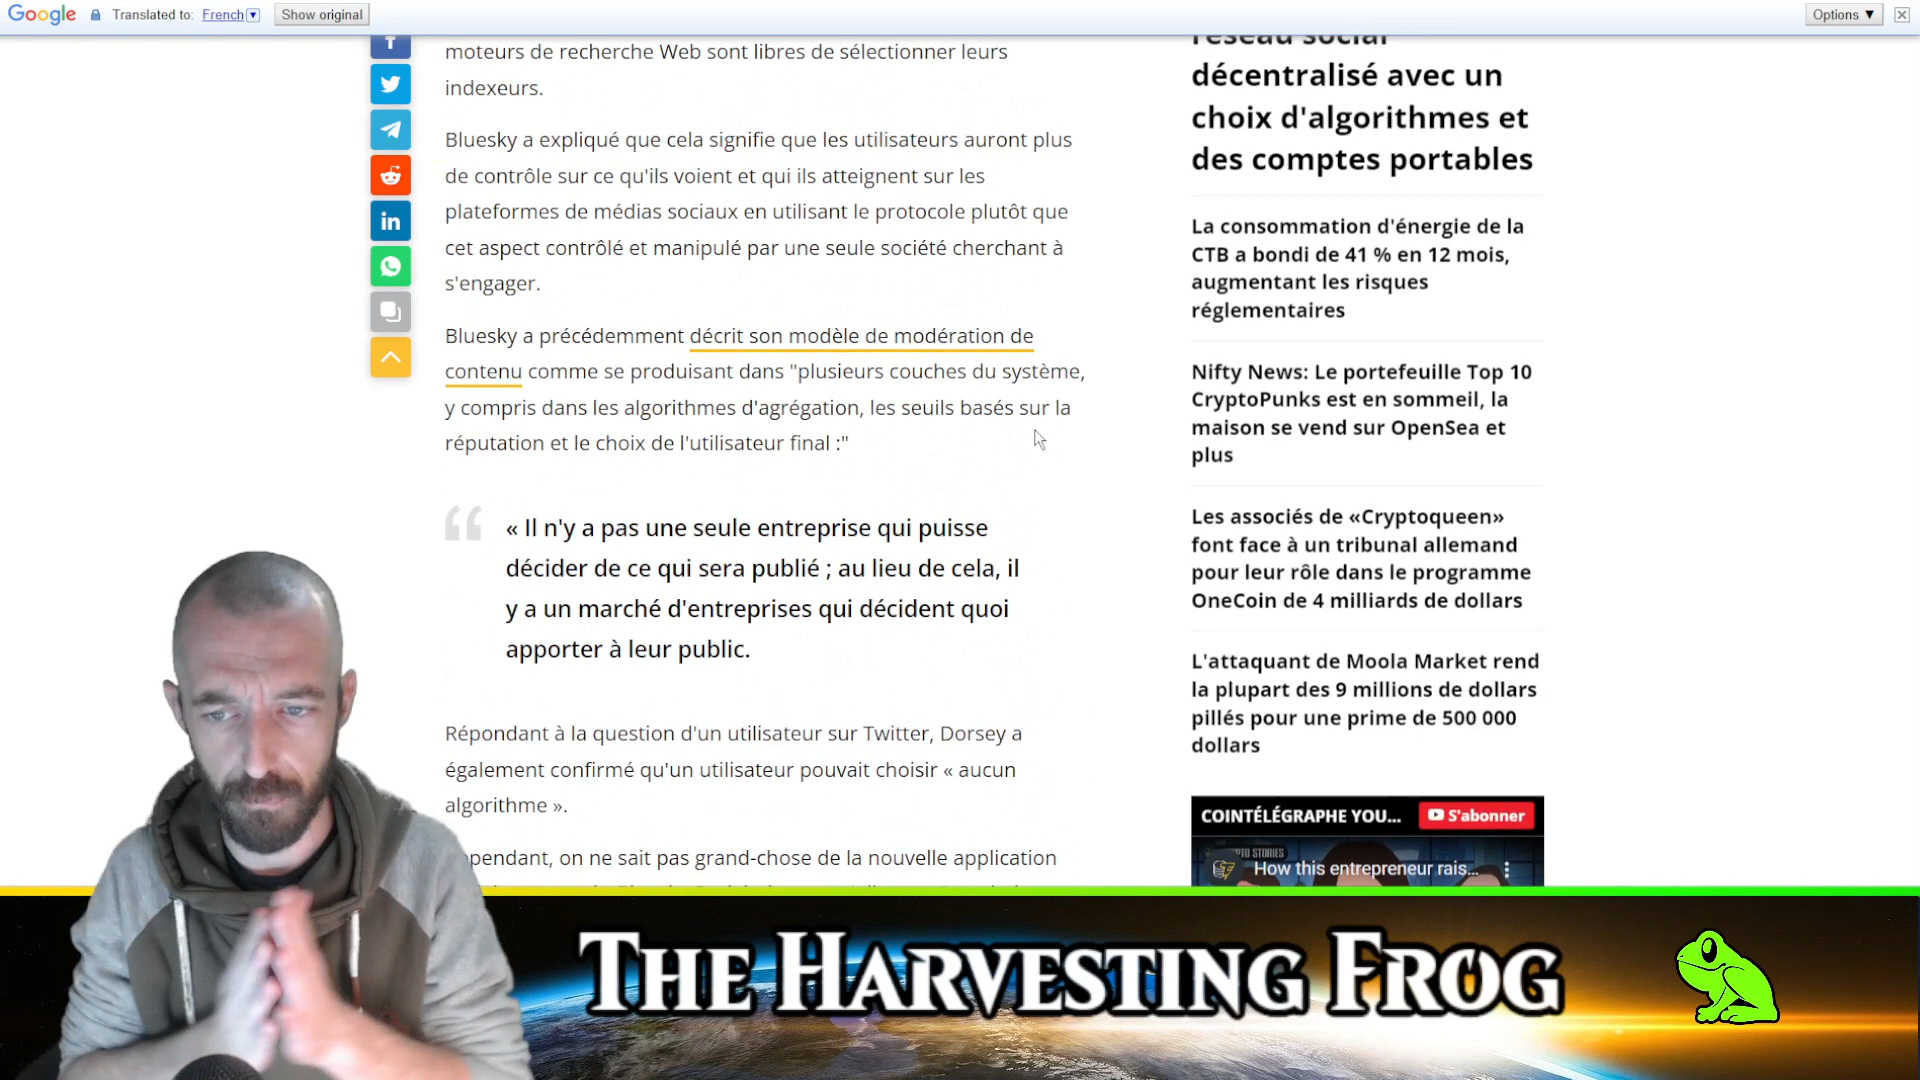 Google Translated to: French Show original Options ▼
moteurs de recherche Web sont libres de sélectionner leurs
indexeurs.
Bluesky a expliqué que cela signifie que les utilisateurs auront plus
de contrôle sur ce qu'ils voient et qui ils atteignent sur les
plateformes de médias sociaux en utilisant le protocole plutôt que
cet aspect contrôlé et manipulé par une seule société cherchant à
s'engager.
Bluesky a précédemment décrit son modèle de modération de
contenu comme se produisant dans "plusieurs couches du système,
y compris dans les algorithmes d'agrégation, les seuils basés sur la
réputation et le choix de l'utilisateur final :"
« Il n'y a pas une seule entreprise qui puisse
décider de ce qui sera publié ; au lieu de cela, il
y a un marché d'entreprises qui décident quoi
apporter à leur public.
Répondant à la question d'un utilisateur sur Twitter, Dorsey a
également confirmé qu'un utilisateur pouvait choisir « aucun
algorithme ».
pendant, on ne sait pas grand-chose de la nouvelle application
réseau social
décentralisé avec un
choix d'algorithmes et
des comptes portables
La consommation d'énergie de la
CTB a bondi de 41 % en 12 mois,
augmentant les risques
réglementaires
Nifty News: Le portefeuille Top 10
CryptoPunks est en sommeil, la
maison se vend sur OpenSea et
plus
Les associés de «Cryptoqueen»
font face à un tribunal allemand
pour leur rôle dans le programme
OneCoin de 4 milliards de dollars
L'attaquant de Moola Market rend
la plupart des 9 millions de dollars
pillés pour une prime de 500 000
dollars
COINTÉLÉGRAPHE YOU... S'abonner
How this entrepreneur rais...
THE HARVESTING FROG